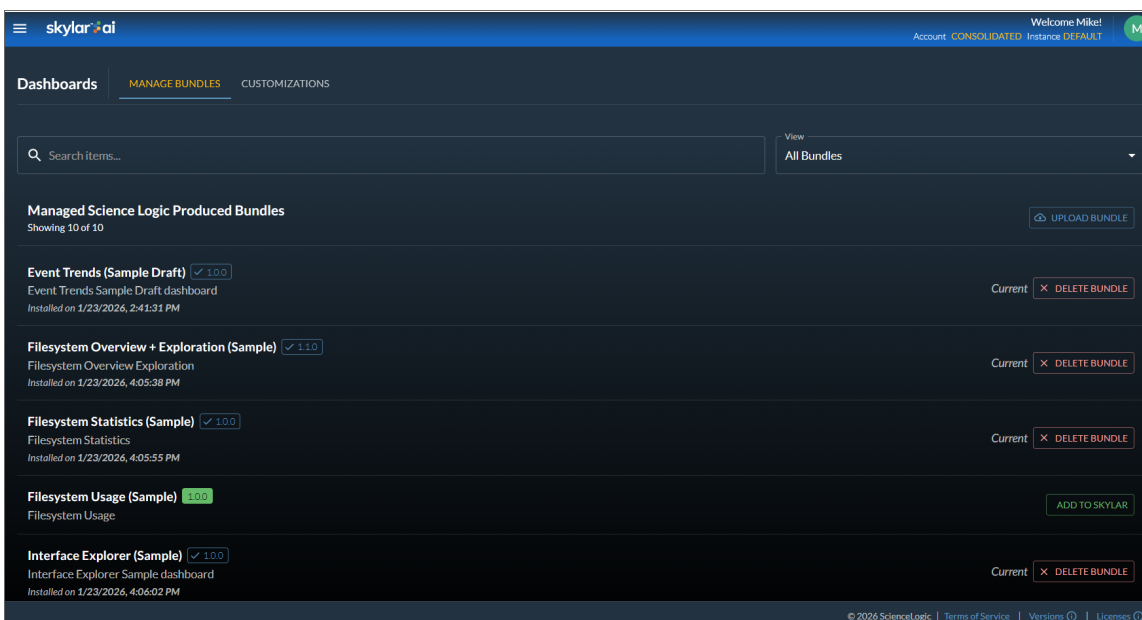 skylar ai
Welcome Mike!
Account CONSOLIDATED Instance DEFAULT
M
Dashboards
MANAGE BUNDLES
CUSTOMIZATIONS
Search items...
View
All Bundles
Managed Science Logic Produced Bundles
Showing 10 of 10
UPLOAD BUNDLE
Event Trends (Sample Draft) 1.0.0
Event Trends Sample Draft dashboard
Installed on 1/23/2026, 2:41:31 PM
Current DELETE BUNDLE
Filesystem Overview + Exploration (Sample) 1.1.0
Filesystem Overview Exploration
Installed on 1/23/2026, 4:05:38 PM
Current DELETE BUNDLE
Filesystem Statistics (Sample) 1.0.0
Filesystem Statistics
Installed on 1/23/2026, 4:05:55 PM
Current DELETE BUNDLE
Filesystem Usage (Sample) 1.0.0
Filesystem Usage
ADD TO SKYLAR
Interface Explorer (Sample) 1.0.0
Interface Explorer Sample dashboard
Installed on 1/23/2026, 4:06:02 PM
Current DELETE BUNDLE
© 2026 ScienceLogic | Terms of Service | Versions | Licenses